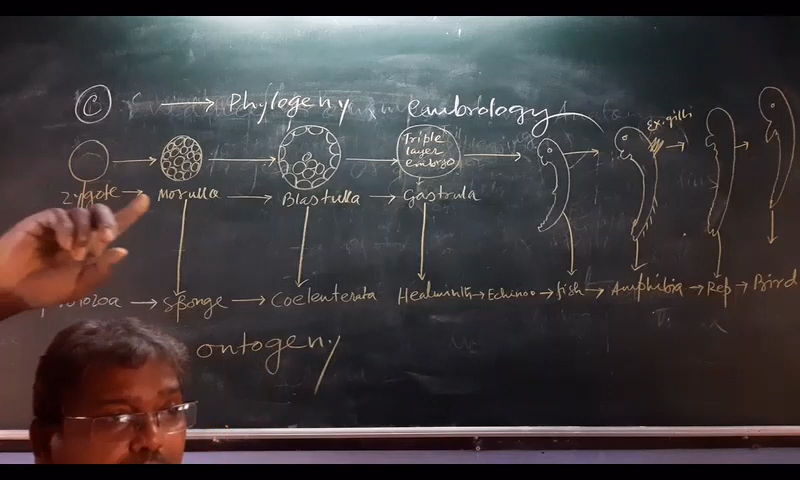 C → Phylogeny embrology
Triple layer embryo
Ex. gilli
Zygote → Morulla → Blastulla → Gastrula
→ Sponge → Coelenterata Healminth → Echinoo → fish → Amphibia → Rep → Bird
ontogeny